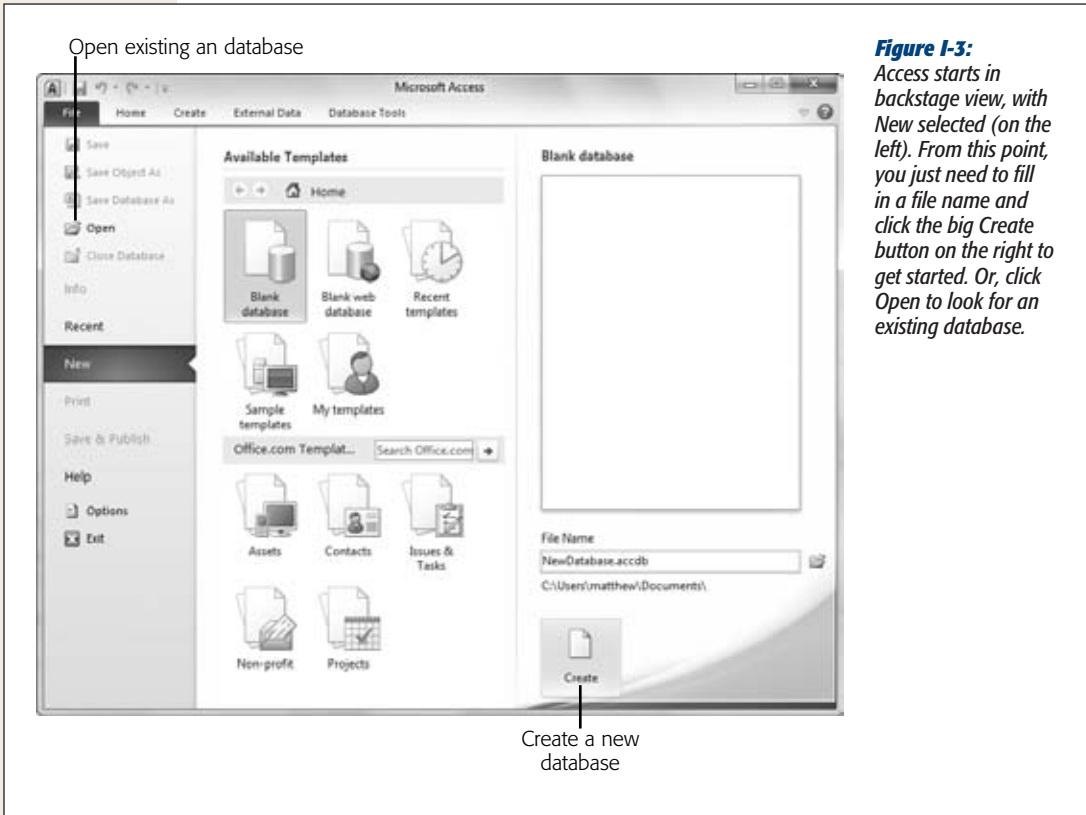 Open existing an database
Microsoft Access
File Home Create External Data Database Tools
Save
Save Object As
Save Database As
Open
Close Database
Info
Recent
New
Print
Save & Publish
Help
Options
Exit
Available Templates
Home
Blank database
Blank web database
Recent templates
Sample templates
My templates
Office.com Templat...
Search Office.com
Assets
Contacts
Issues & Tasks
Non-profit
Projects
Blank database
File Name
NewDatabase.accdb
C:\Users\matthew\Documents\
Create
Create a new
database
Figure I-3:
Access starts in
backstage view, with
New selected (on the
left). From this point,
you just need to fill
in a file name and
click the big Create
button on the right to
get started. Or, click
Open to look for an
existing database.